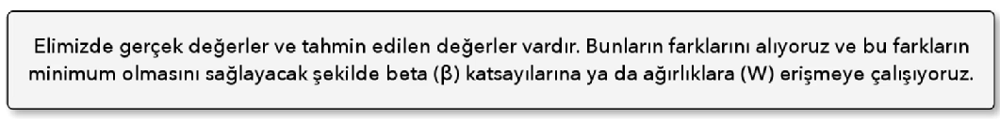 Elimizde gerçek değerler ve tahmin edilen değerler vardır. Bunların farklarını alıyoruz ve bu farkların
minimum olmasını sağlayacak şekilde beta (β) katsayılarına ya da ağırlıklara (W) erişmeye çalışıyoruz.